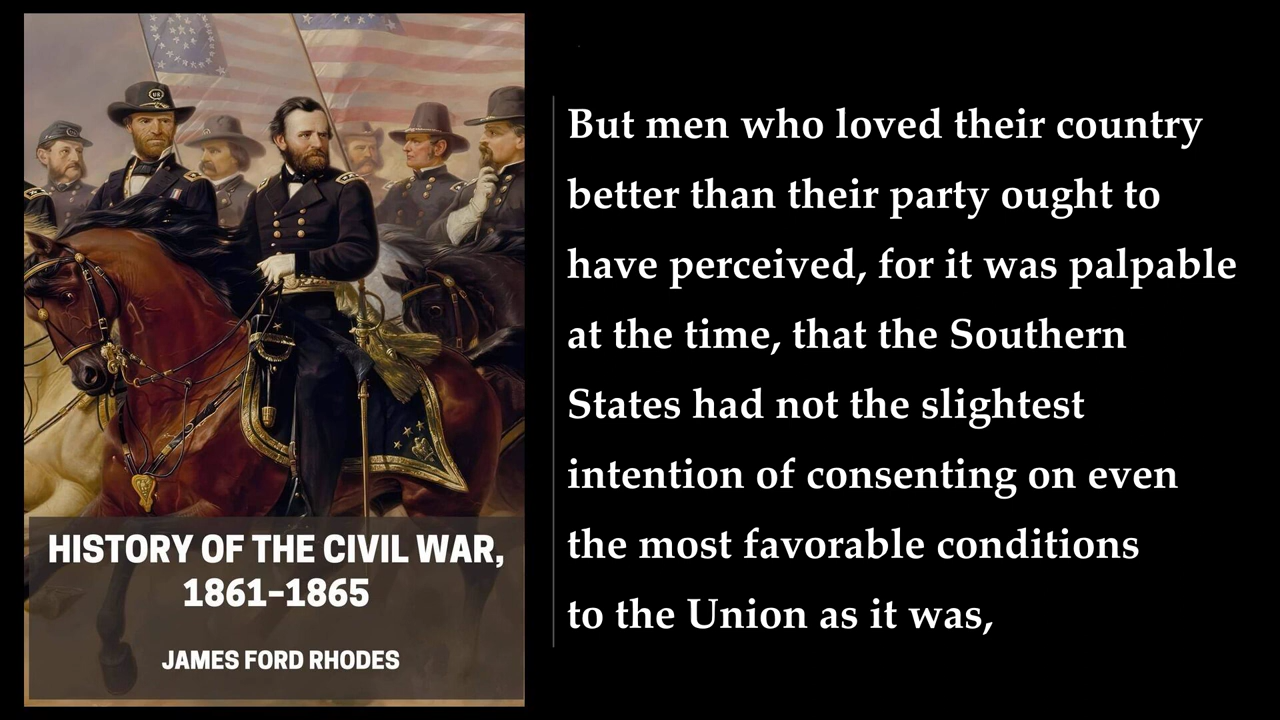 HISTORY OF THE CIVIL WAR,
1861–1865
JAMES FORD RHODES
But men who loved their country
better than their party ought to
have perceived, for it was palpable
at the time, that the Southern
States had not the slightest
intention of consenting on even
the most favorable conditions
to the Union as it was,